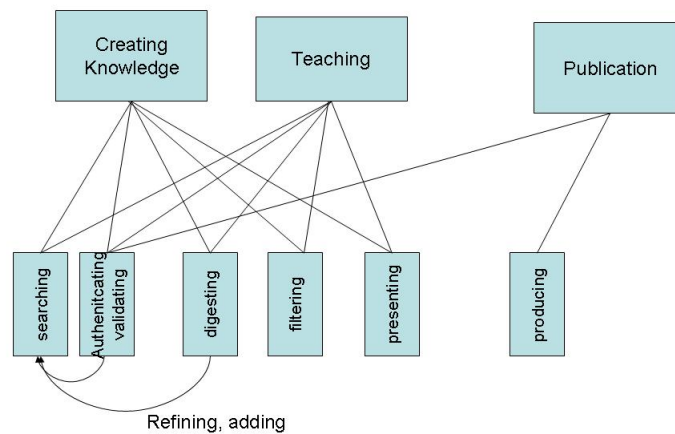 Creating
Knowledge
Teaching
Publication
searching
Authenitcating
validating
digesting
filtering
presenting
producing
Refining, adding